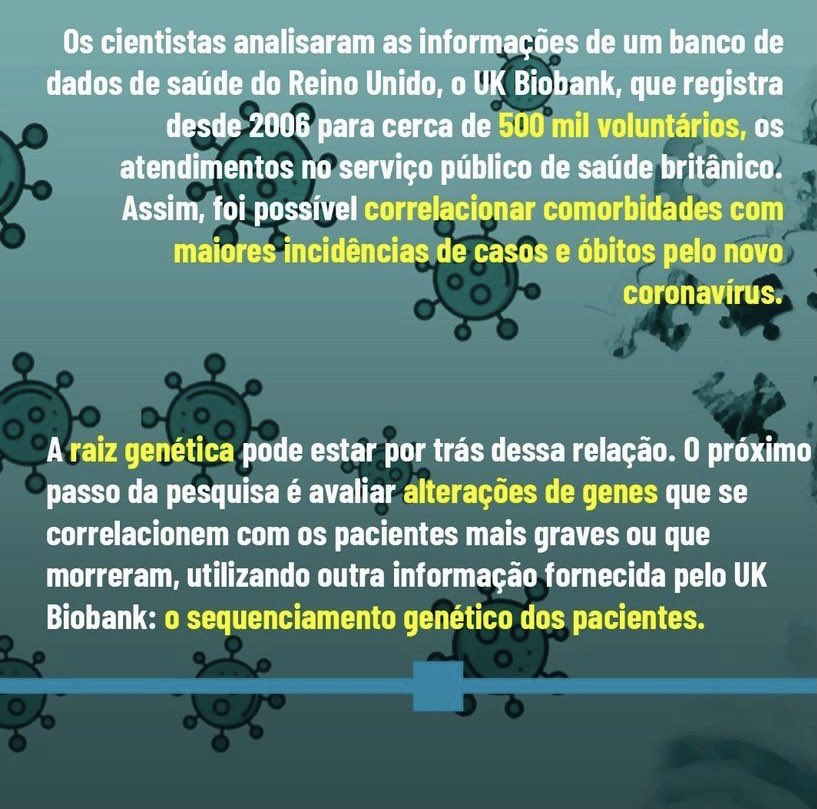 Os cientistas analisaram as informações de um banco de
dados de saúde do Reino Unido, o UK Biobank, que registra
desde 2006 para cerca de 500 mil voluntários, os
atendimentos no serviço público de saúde britânico.
Assim, foi possível correlacionar comorbidades com
maiores incidências de casos e óbitos pelo novo
coronavírus.
A raiz genética pode estar por trás dessa relação. O próximo
passo da pesquisa é avaliar alterações de genes que se
correlacionem com os pacientes mais graves ou que
morreram, utilizando outra informação fornecida pelo UK
Biobank: o sequenciamento genético dos pacientes.